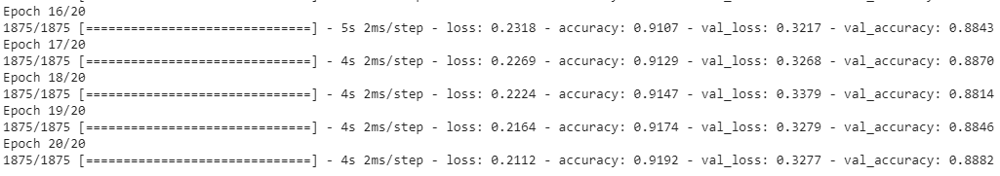 Epoch 16/20
1875/1875 [==============================] - 5s 2ms/step - loss: 0.2318 - accuracy: 0.9107 - val_loss: 0.3217 - val_accuracy: 0.8843
Epoch 17/20
1875/1875 [==============================] - 4s 2ms/step - loss: 0.2269 - accuracy: 0.9129 - val_loss: 0.3268 - val_accuracy: 0.8870
Epoch 18/20
1875/1875 [==============================] - 4s 2ms/step - loss: 0.2224 - accuracy: 0.9147 - val_loss: 0.3379 - val_accuracy: 0.8814
Epoch 19/20
1875/1875 [==============================] - 4s 2ms/step - loss: 0.2164 - accuracy: 0.9174 - val_loss: 0.3279 - val_accuracy: 0.8846
Epoch 20/20
1875/1875 [==============================] - 4s 2ms/step - loss: 0.2112 - accuracy: 0.9192 - val_loss: 0.3277 - val_accuracy: 0.8882